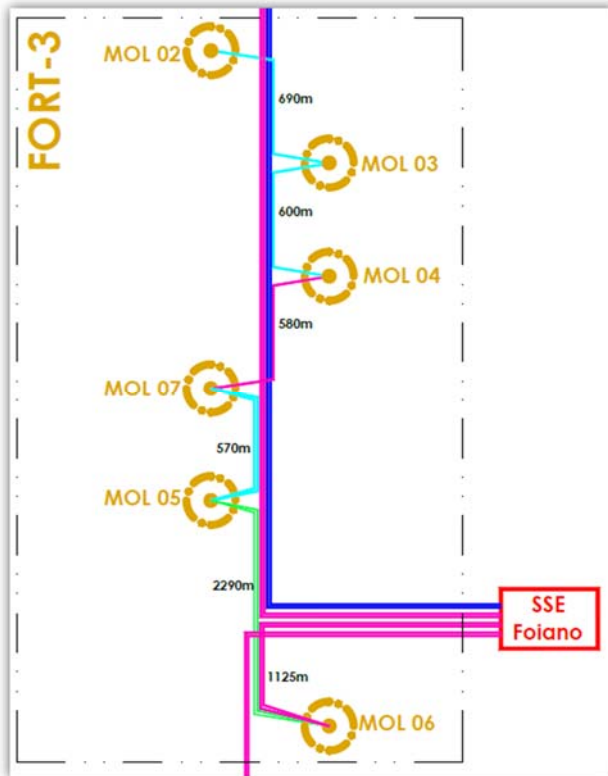 FORT-3
MOL 02
690m
MOL 03
600m
MOL 04
580m
MOL 07
570m
MOL 05
2290m
SSE
Foiano
1125m
MOL 06